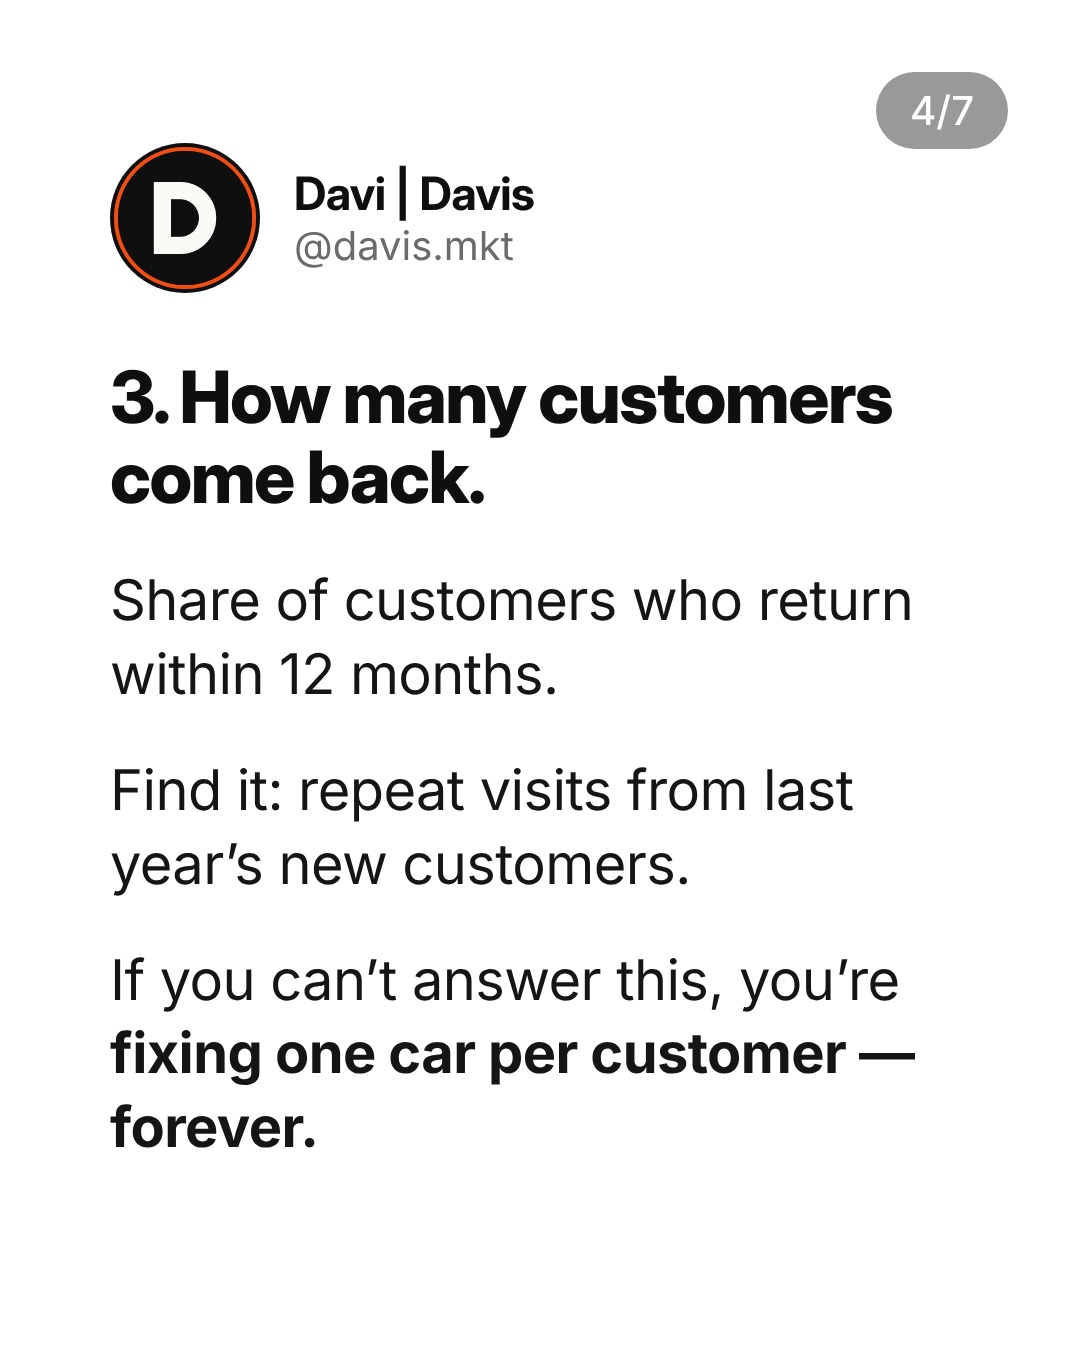 4/7
D
Davi | Davis
@davis.mkt
3. How many customers
come back.
Share of customers who return
within 12 months.
Find it: repeat visits from last
year’s new customers.
If you can’t answer this, you’re
fixing one car per customer —
forever.